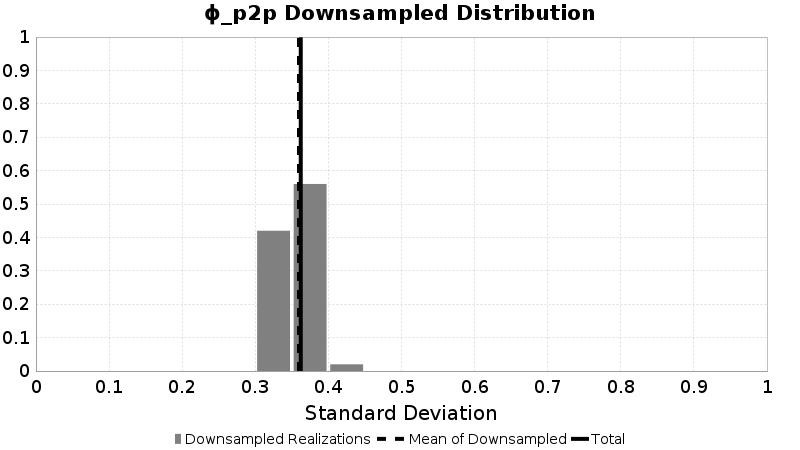 ϕ_p2p Downsampled Distribution
1
0.9
0.8
0.7
0.6
0.5
0.4
0.3
0.2
0.1
0
0 0.1 0.2 0.3 0.4 0.5 0.6 0.7 0.8 0.9 1
Standard Deviation
Downsampled Realizations Mean of Downsampled Total